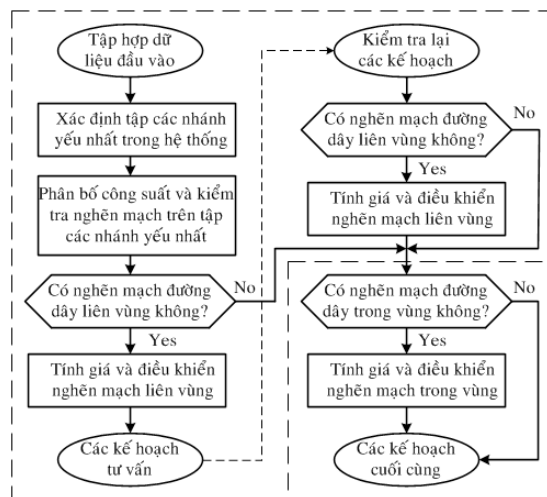 Tập hợp dữ
liệu đầu vào
Xác định tập các nhánh
yếu nhất trong hệ thống
Phân bố công suất và kiểm
tra nghẽn mạch trên tập
các nhánh yếu nhất
Có nghẽn mạch đường
dây liên vùng không?
No
Yes
Tính giá và điều khiển
nghẽn mạch liên vùng
Các kế hoạch
tư vấn
Kiểm tra lại
các kế hoạch
Có nghẽn mạch đường
dây liên vùng không?
No
Yes
Tính giá và điều khiển
nghẽn mạch liên vùng
Có nghẽn mạch đường
dây trong vùng không?
No
Yes
Tính giá và điều khiển
nghẽn mạch trong vùng
Các kế hoạch
cuối cùng